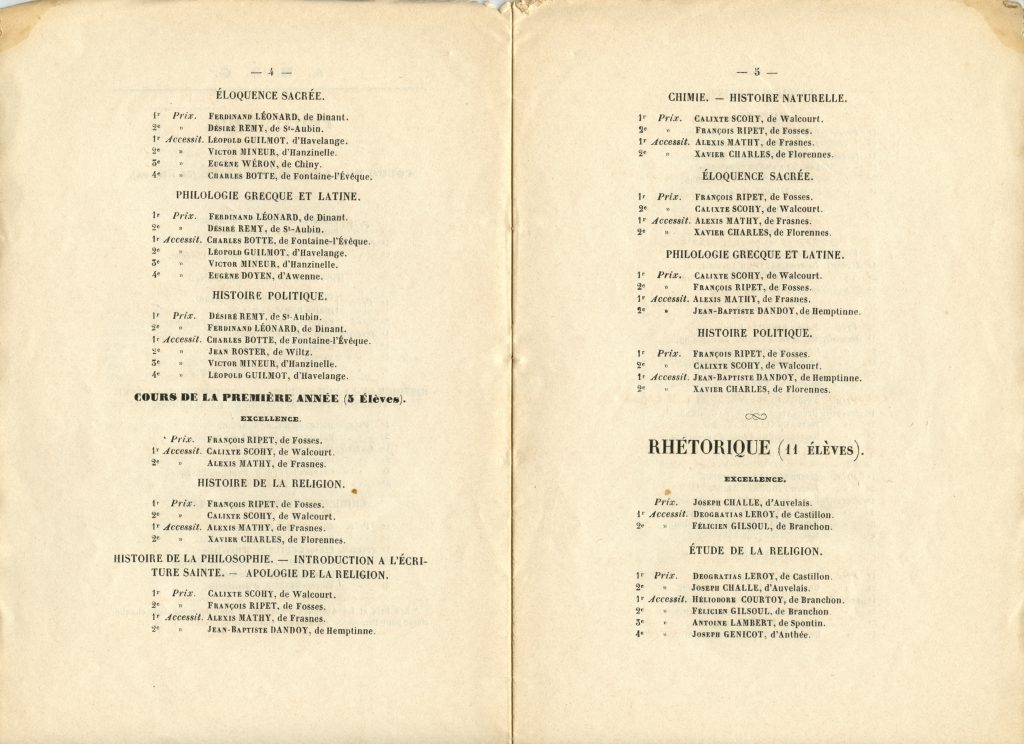 — 4 —
ÉLOQUENCE SACRÉE.
1r Prix. Ferdinand LÉONARD, de Dinant.
2e » Désiré REMY, de St-Aubin.
1r Accessit. Léopold GUILMOT, d'Havelange.
2e » Victor MINEUR, d'Hanzinelle.
3e » Eugène WÉRON, de Chiny.
4e » Charles BOTTE, de Fontaine-l'Évêque.
PHILOLOGIE GRECQUE ET LATINE.
1r Prix. Ferdinand LÉONARD, de Dinant.
2e » Désiré REMY, de St-Aubin.
1r Accessit. Charles BOTTE, de Fontaine-l'Évêque.
2e » Léopold GUILMOT, d'Havelange.
3e » Victor MINEUR, d'Hanzinelle.
4e » Eugène DOYEN, d'Awenne.
HISTOIRE POLITIQUE.
1r Prix. Désiré REMY, de St-Aubin.
2e » Ferdinand LÉONARD, de Dinant.
1r Accessit. Charles BOTTE, de Fontaine-l'Évêque.
2e » Jean ROSTER, de Wiltz.
3e » Victor MINEUR, d'Hanzinelle.
4e » Léopold GUILMOT, d'Havelange.
COURS DE LA PREMIÈRE ANNÉE (5 Élèves).
EXCELLENCE.
Prix. François RIPET, de Fosses.
1r Accessit. Calixte SCOHY, de Walcourt.
2e » Alexis MATHY, de Frasnes.
HISTOIRE DE LA RELIGION.
1r Prix. François RIPET, de Fosses.
2e » Calixte SCOHY, de Walcourt.
1r Accessit. Alexis MATHY, de Frasnes.
2e » Xavier CHARLES, de Florennes.
HISTOIRE DE LA PHILOSOPHIE. — INTRODUCTION A L'ÉCRI-
TURE SAINTE. — APOLOGIE DE LA RELIGION.
1r Prix. Calixte SCOHY, de Walcourt.
2e » François RIPET, de Fosses.
1r Accessit. Alexis MATHY, de Frasnes.
2e » Jean-Baptiste DANDOY, de Hemptinne.
— 5 —
CHIMIE. — HISTOIRE NATURELLE.
1r Prix. Calixte SCOHY, de Walcourt.
2e » François RIPET, de Fosses.
1r Accessit. Alexis MATHY, de Frasnes.
2e » Xavier CHARLES, de Florennes.
ÉLOQUENCE SACRÉE.
1r Prix. François RIPET, de Fosses.
2e » Calixte SCOHY, de Walcourt.
1r Accessit. Alexis MATHY, de Frasnes.
2e » Xavier CHARLES, de Florennes.
PHILOLOGIE GRECQUE ET LATINE.
1r Prix. Calixte SCOHY, de Walcourt.
2e » François RIPET, de Fosses.
1r Accessit. Alexis MATHY, de Frasnes.
2e » Jean-Baptiste DANDOY, de Hemptinne.
HISTOIRE POLITIQUE.
1r Prix. François RIPET, de Fosses.
2e » Calixte SCOHY, de Walcourt.
1r Accessit. Jean-Baptiste DANDOY, de Hemptinne.
2e » Xavier CHARLES, de Florennes.
RHÉTORIQUE (11 ÉLÈVES).
EXCELLENCE.
Prix. Joseph CHALLE, d'Auvelais.
1r Accessit. Deogratias LEROY, de Castillon.
2e » Félicien GILSOUL, de Branchon.
ÉTUDE DE LA RELIGION.
1r Prix. Deogratias LEROY, de Castillon.
2e » Joseph CHALLE, d'Auvelais.
1r Accessit. Héliodore COURTOY, de Branchon.
2e » Félicien GILSOUL, de Branchon
3e » Antoine LAMBERT, de Spontin.
4e » Joseph GENICOT, d'Anthée.